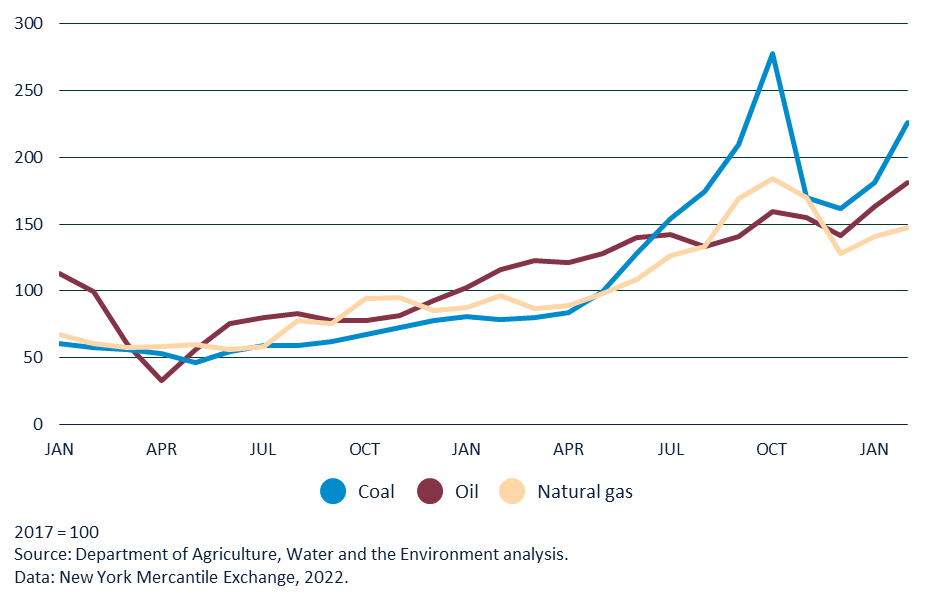 300
250
200
150
100
50
0
JAN APR JUL OCT JAN APR JUL OCT JAN
Coal Oil Natural gas
2017 = 100
Source: Department of Agriculture, Water and the Environment analysis.
Data: New York Mercantile Exchange, 2022.